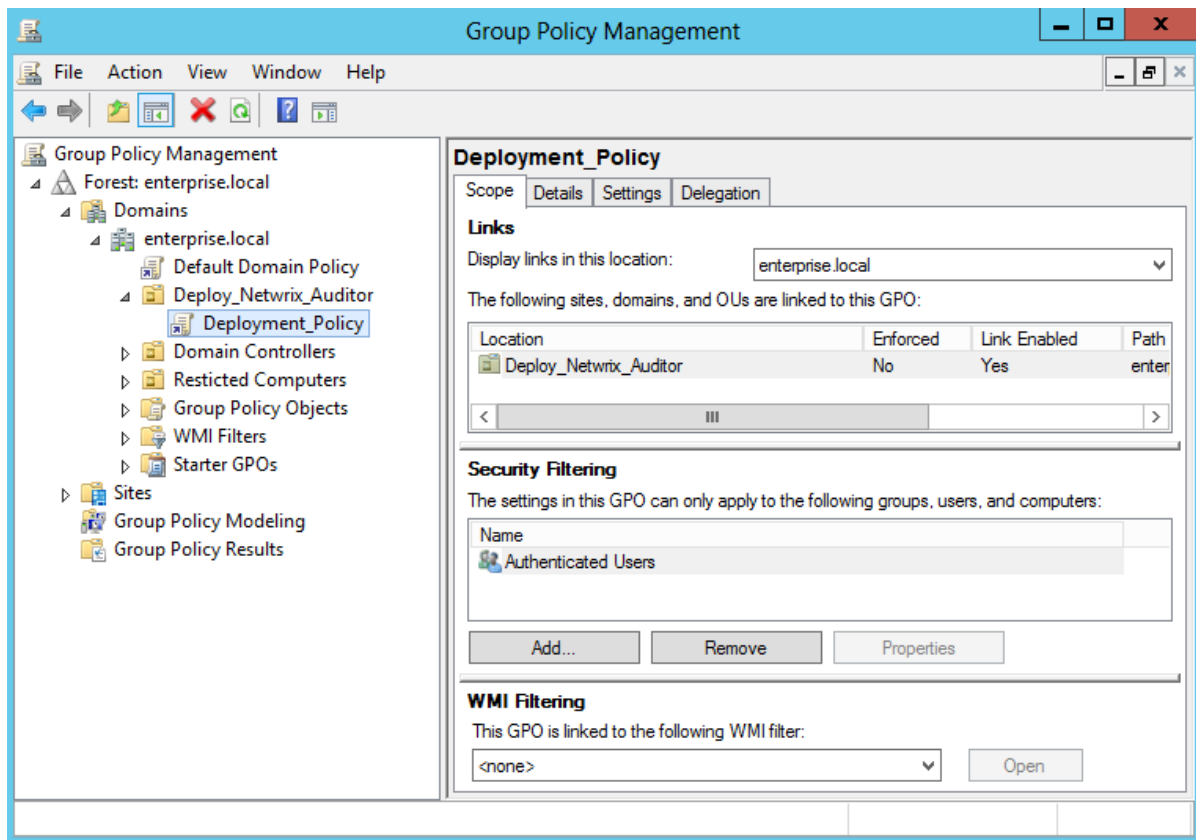 Group Policy Management
File Action View Window Help
Group Policy Management
Forest: enterprise.local
Domains
enterprise.local
Default Domain Policy
Deploy_Netwrix_Auditor
Deployment_Policy
Domain Controllers
Resticted Computers
Group Policy Objects
WMI Filters
Starter GPOs
Sites
Group Policy Modeling
Group Policy Results
Deployment_Policy
Scope Details Settings Delegation
Links
Display links in this location: enterprise.local
The following sites, domains, and OUs are linked to this GPO:
Location Enforced Link Enabled Path
Deploy_Netwrix_Auditor No Yes enter
Security Filtering
The settings in this GPO can only apply to the following groups, users, and computers:
Name
Authenticated Users
Add... Remove Properties
WMI Filtering
This GPO is linked to the following WMI filter:
<none> Open